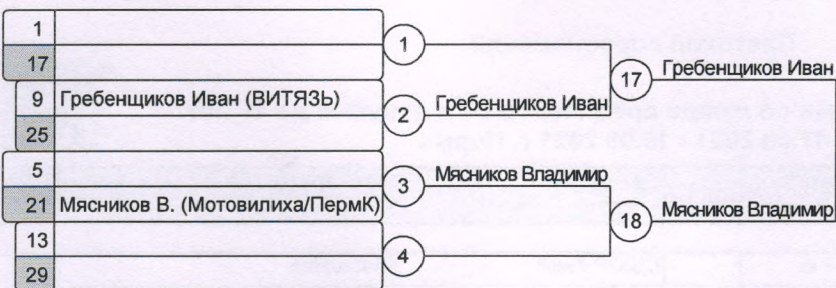 1
17
1
Гребенщиков Иван
17
9
Гребенщиков Иван (ВИТЯЗЬ)
2
Гребенщиков Иван
25
5
3
Мясников Владимир
21
Мясников В. (Мотовилиха/ПермК)
18
Мясников Владимир
13
4
29